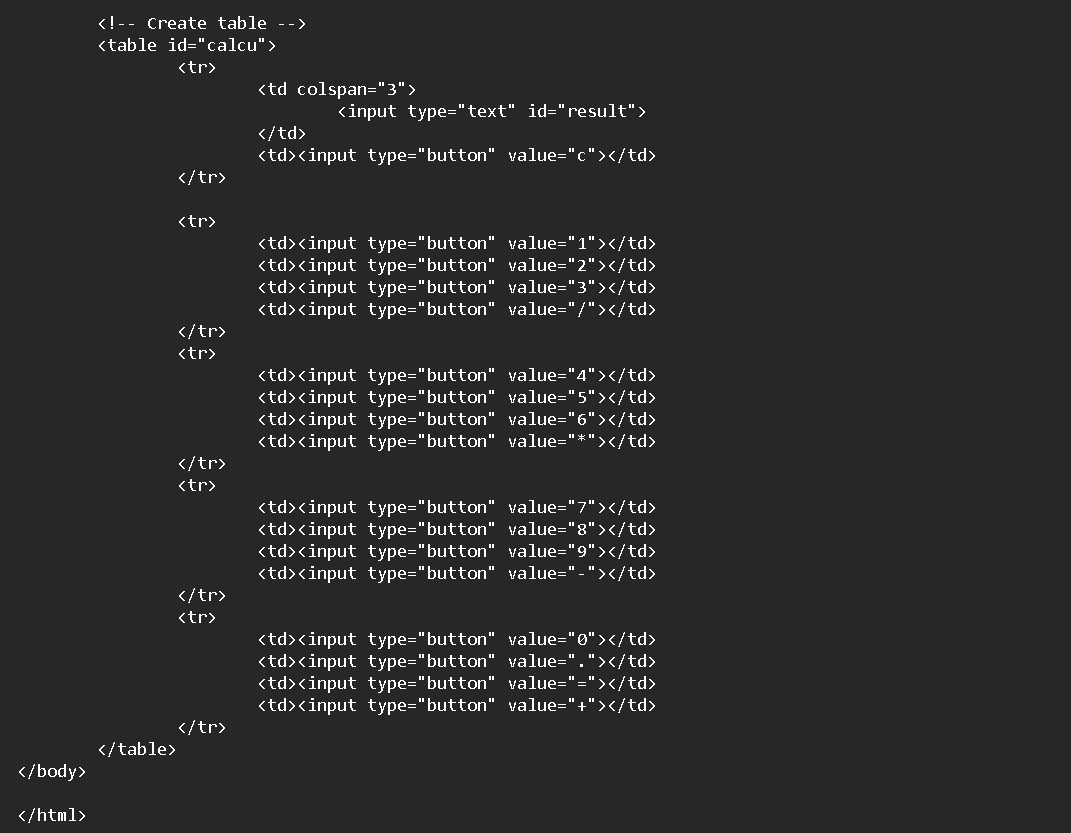 <!-- Create table -->
<table id="calcu">
<tr>
<td colspan="3">
<input type="text" id="result">
</td>
<td><input type="button" value="c"></td>
</tr>
<tr>
<td><input type="button" value="1"></td>
<td><input type="button" value="2"></td>
<td><input type="button" value="3"></td>
<td><input type="button" value="/"></td>
</tr>
<tr>
<td><input type="button" value="4"></td>
<td><input type="button" value="5"></td>
<td><input type="button" value="6"></td>
<td><input type="button" value="*"></td>
</tr>
<tr>
<td><input type="button" value="7"></td>
<td><input type="button" value="8"></td>
<td><input type="button" value="9"></td>
<td><input type="button" value="-"></td>
</tr>
<tr>
<td><input type="button" value="0"></td>
<td><input type="button" value="."></td>
<td><input type="button" value="="></td>
<td><input type="button" value="+"></td>
</tr>
</table>
</body>
</html>